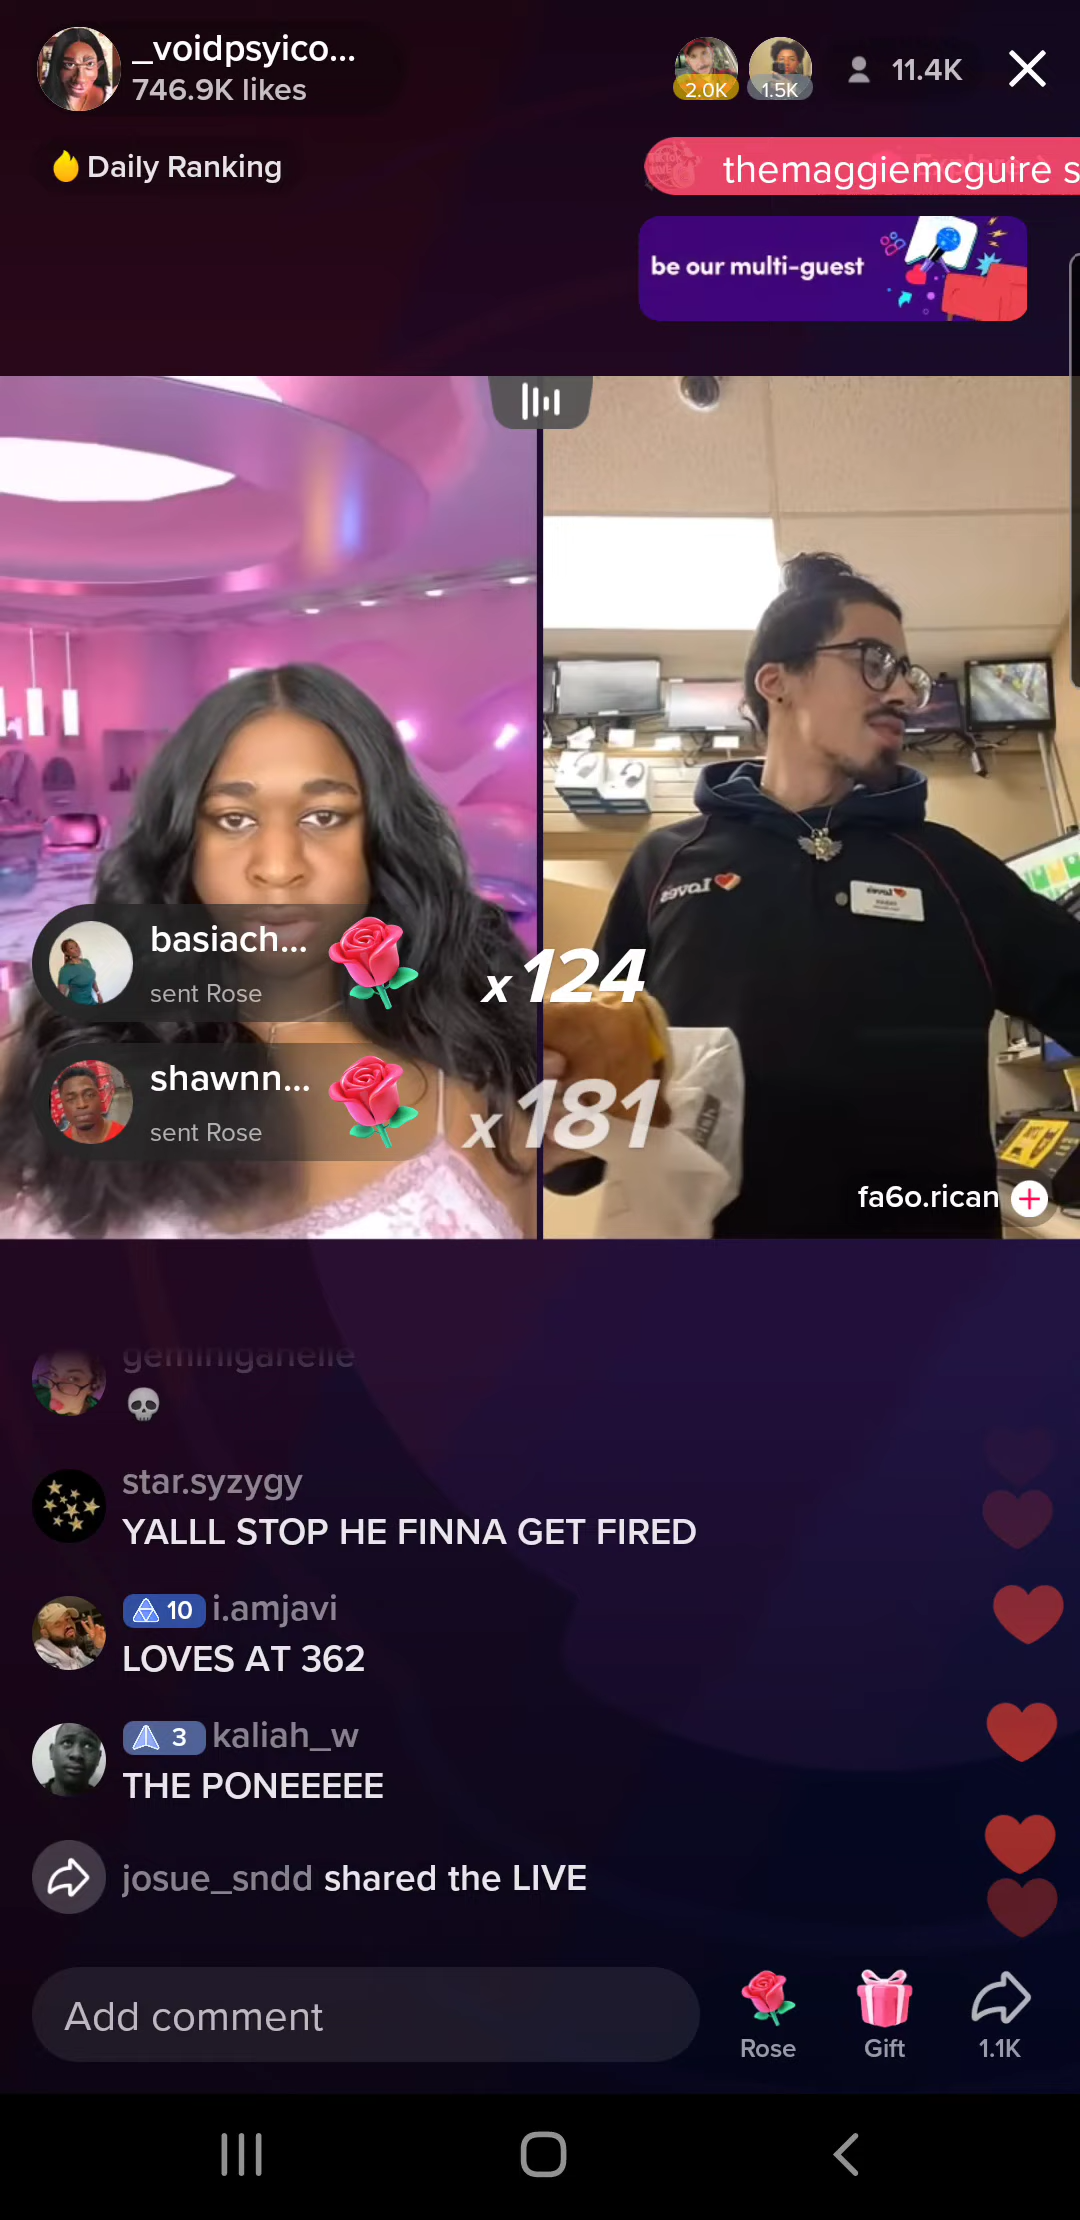 _voidpsyico...
746.9K likes
2.0K
1.5K
11.4K
Daily Ranking
themaggiemcguire s
be our multi-guest
Love's
basiach...
sent Rose
x124
shawnn...
sent Rose
x181
fa6o.rican
geminiganelle
star.syzygy
YALLL STOP HE FINNA GET FIRED
10 i.amjavi
LOVES AT 362
3 kaliah_w
THE PONEEEEE
josue_sndd shared the LIVE
Add comment
Rose
Gift
1.1K